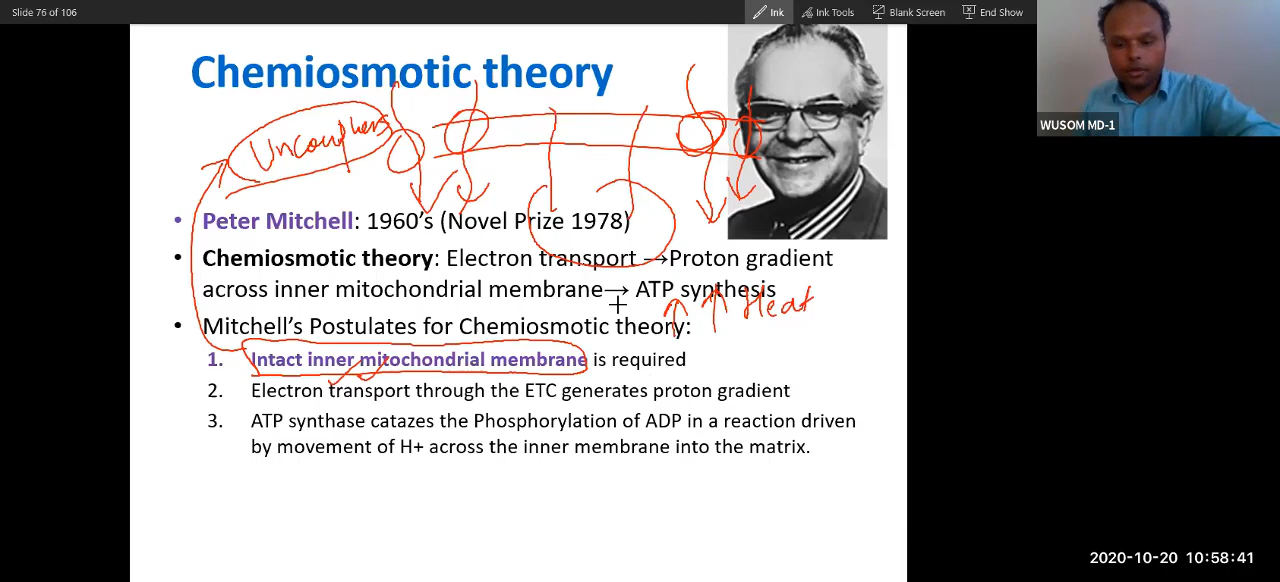 Slide 76 of 106
Ink
Ink Tools
Blank Screen
End Show
Chemiosmotic theory
Uncouplers
WUSOM MD-1
• Peter Mitchell: 1960's (Novel Prize 1978)
• Chemiosmotic theory: Electron transport →Proton gradient
across inner mitochondrial membrane→ ATP synthesis
↑ ↑ Heat
• Mitchell's Postulates for Chemiosmotic theory:
1. Intact inner mitochondrial membrane is required
2. Electron transport through the ETC generates proton gradient
3. ATP synthase catazes the Phosphorylation of ADP in a reaction driven
by movement of H+ across the inner membrane into the matrix.
2020-10-20 10:58:41